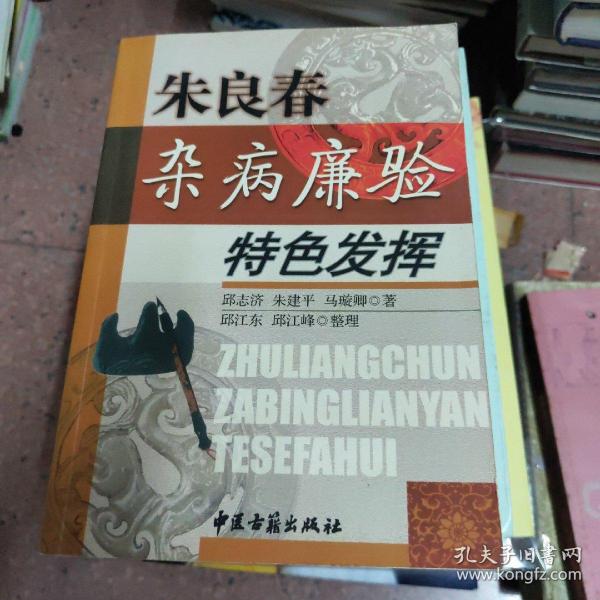 朱良春
杂病廉验
特色发挥
邱志济 朱建平 马璇卿◎著
邱江东 邱江峰◎整理
ZHULIANGCHUN
ZABINGLIANYAN
TESEFAHUI
中医古籍出版社
孔夫子旧书网
www.kongfz.com